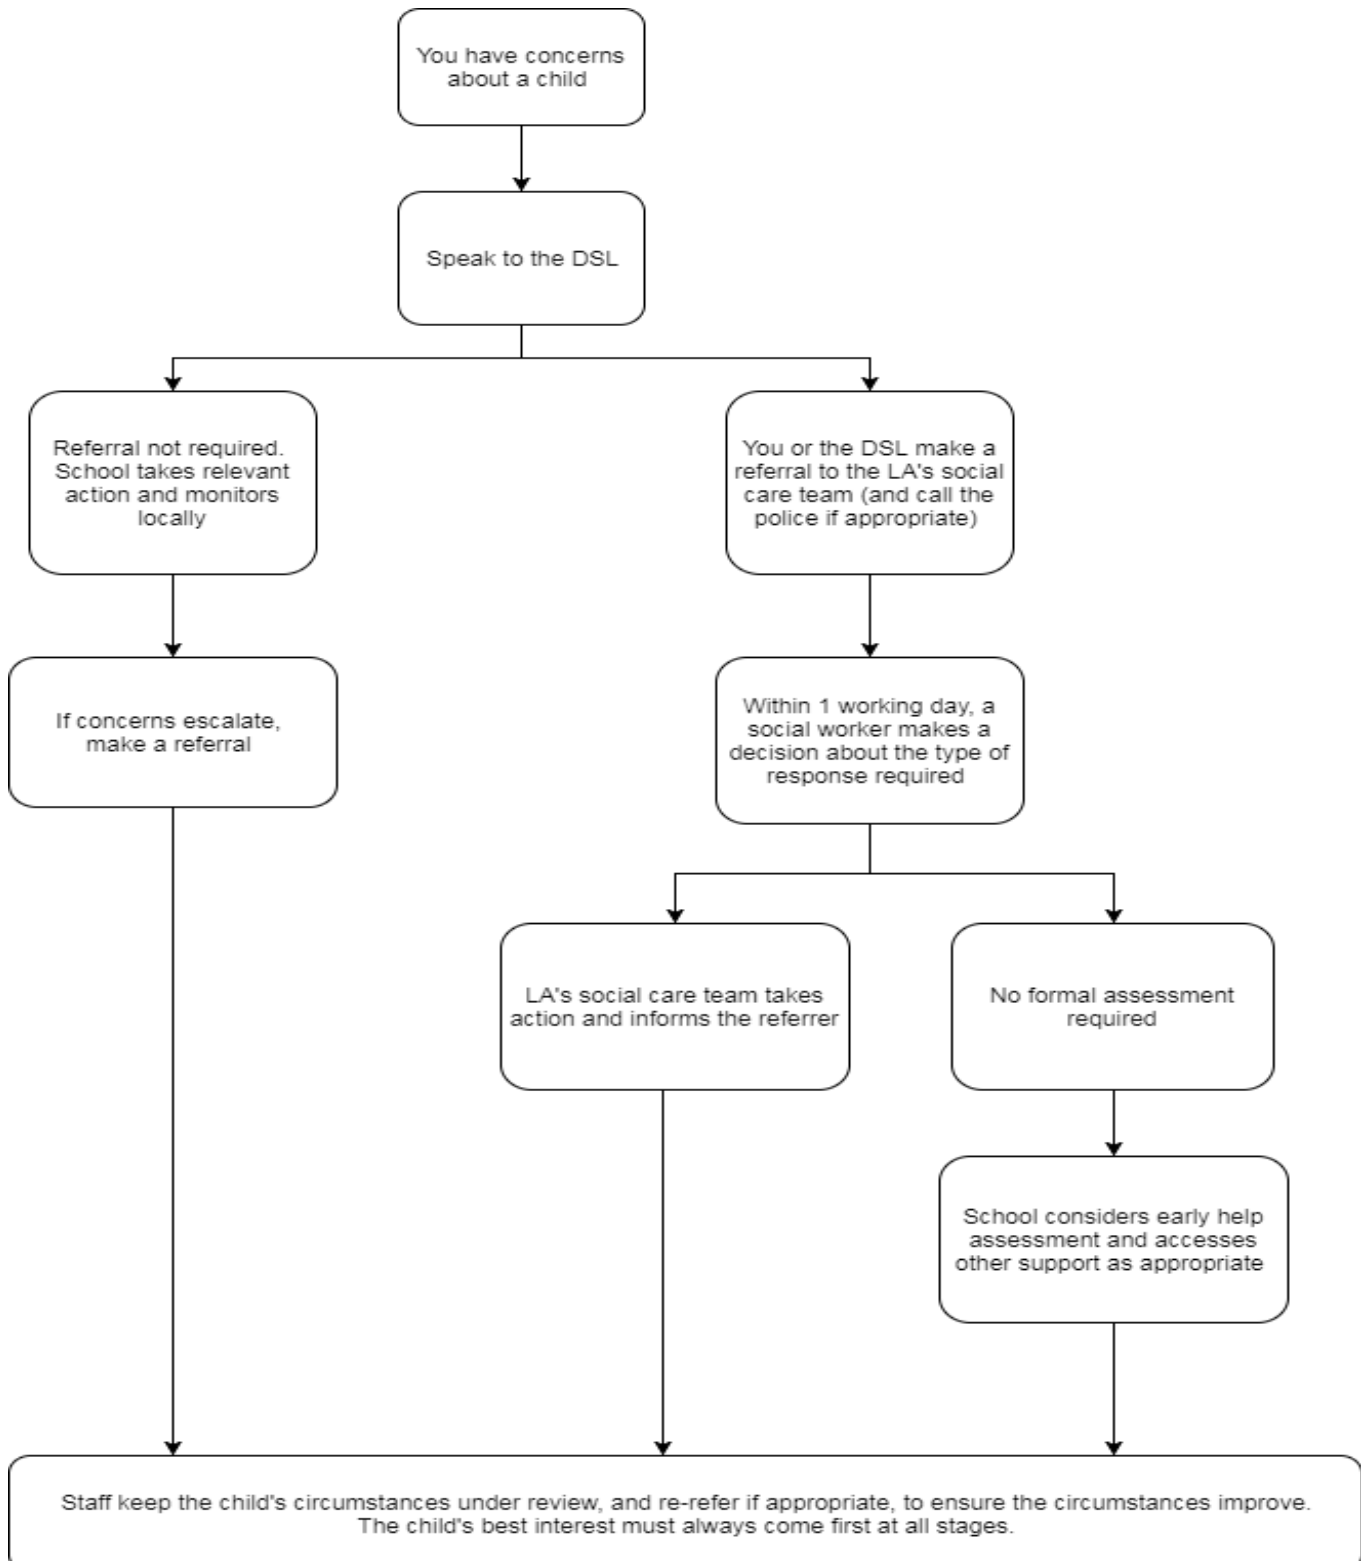 You have concerns
about a child
Speak to the DSL
Referral not required.
School takes relevant
action and monitors
locally
You or the DSL make a
referral to the LA's social
care team (and call the
police if appropriate)
If concerns escalate,
make a referral
Within 1 working day, a
social worker makes a
decision about the type of
response required
LA's social care team takes
action and informs the referrer
No formal assessment
required
School considers early help
assessment and accesses
other support as appropriate
Staff keep the child's circumstances under review, and re-refer if appropriate, to ensure the circumstances improve.
The child's best interest must always come first at all stages.